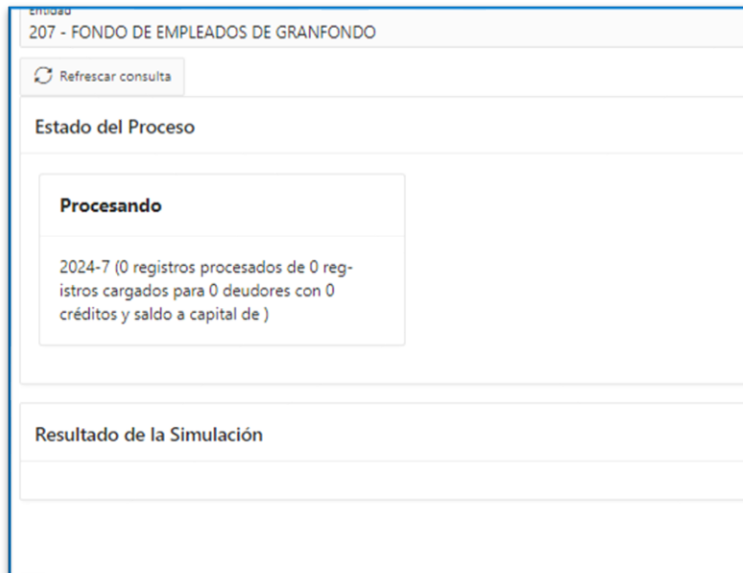 Entidad
207 - FONDO DE EMPLEADOS DE GRANFONDO
Refrescar consulta
Estado del Proceso
Procesando
2024-7 (0 registros procesados de 0 reg-
istros cargados para 0 deudores con 0
créditos y saldo a capital de )
Resultado de la Simulación